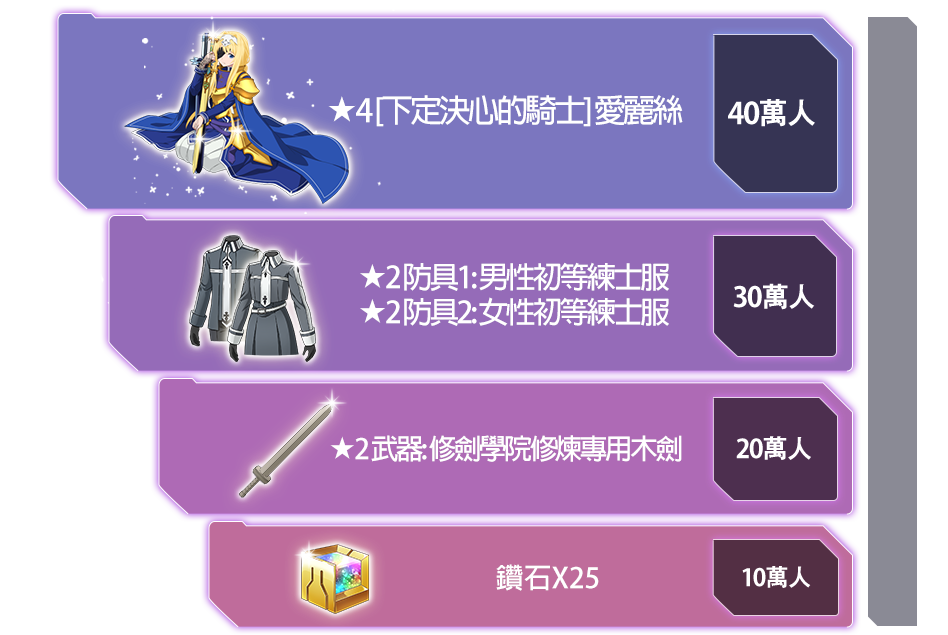 ★4 [下定決心的騎士] 愛麗絲
40萬人
★2防具1:男性初等練士服
★2防具2:女性初等練士服
30萬人
★2武器:修劍學院修煉專用木劍
20萬人
鑽石X25
10萬人